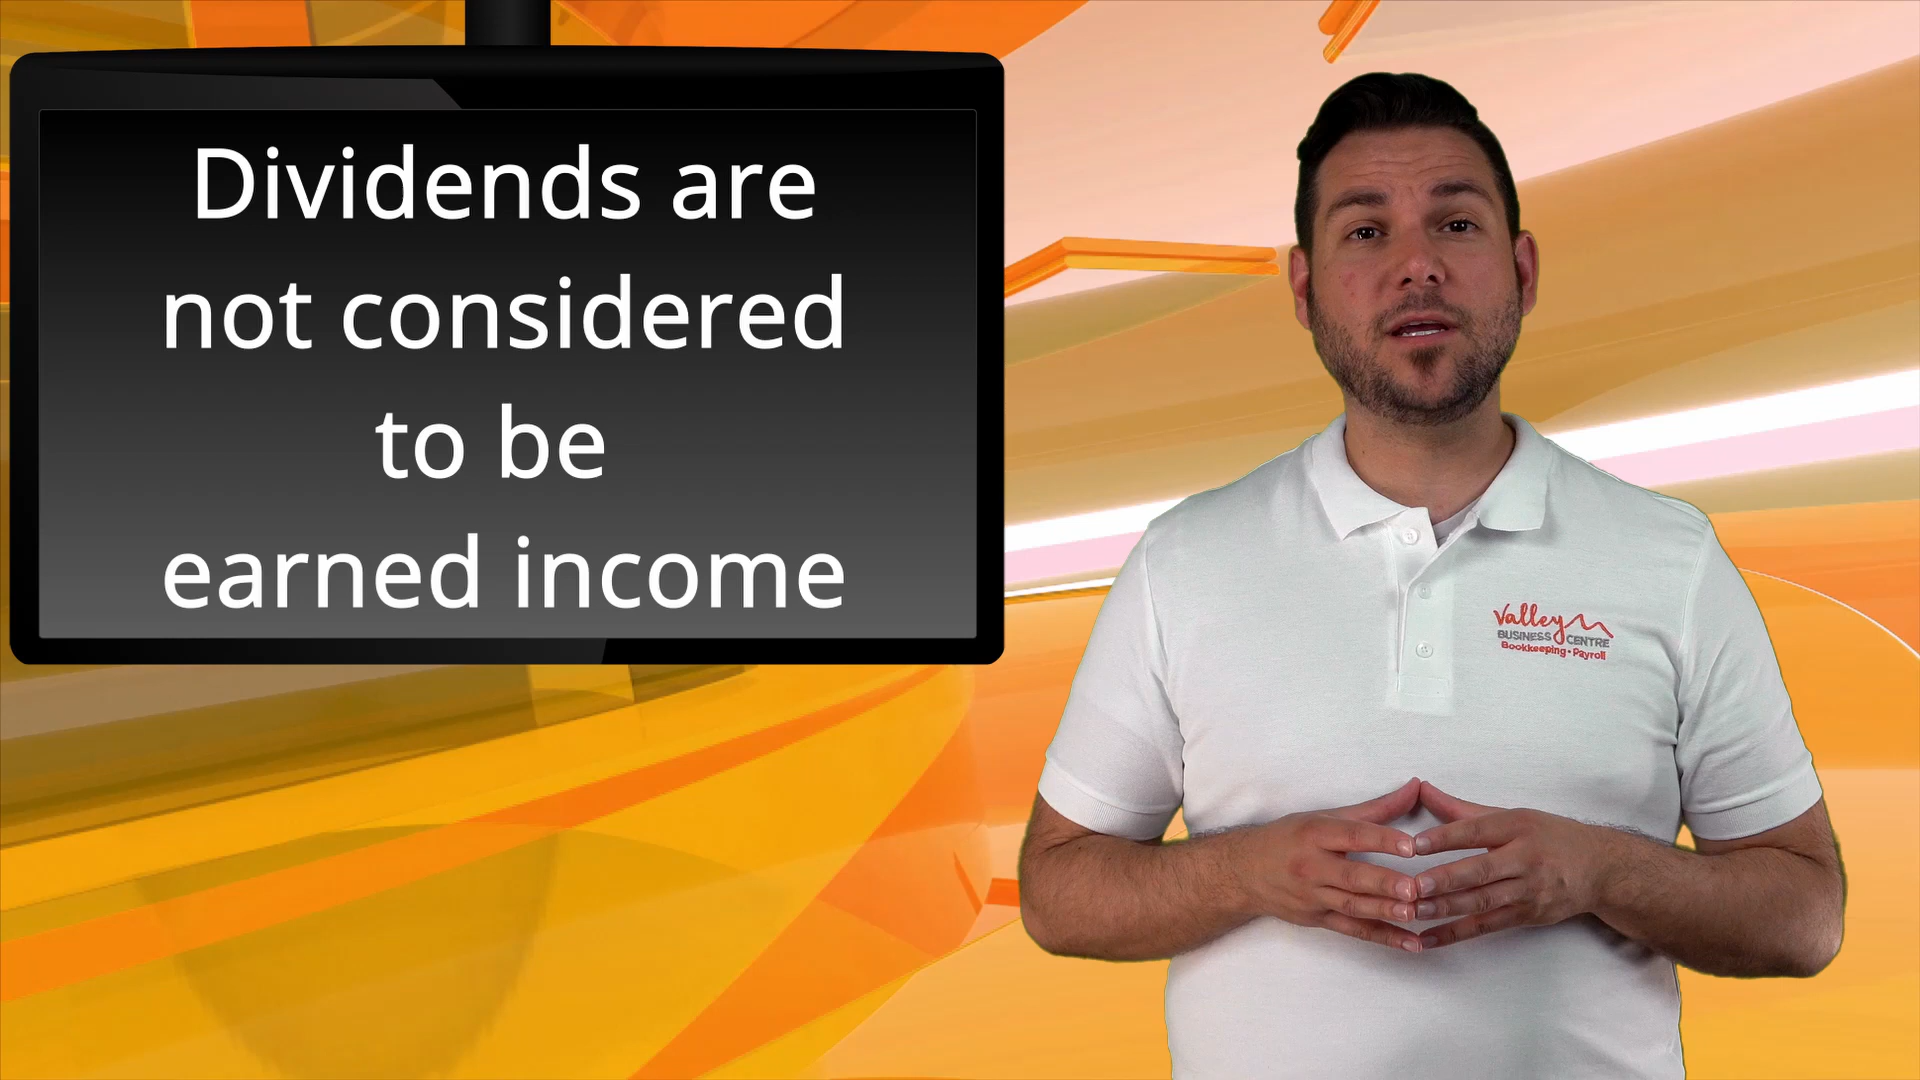 Dividends are
not considered
to be
earned income
Valley
BUSINESS CENTRE
Bookkeeping • Payroll